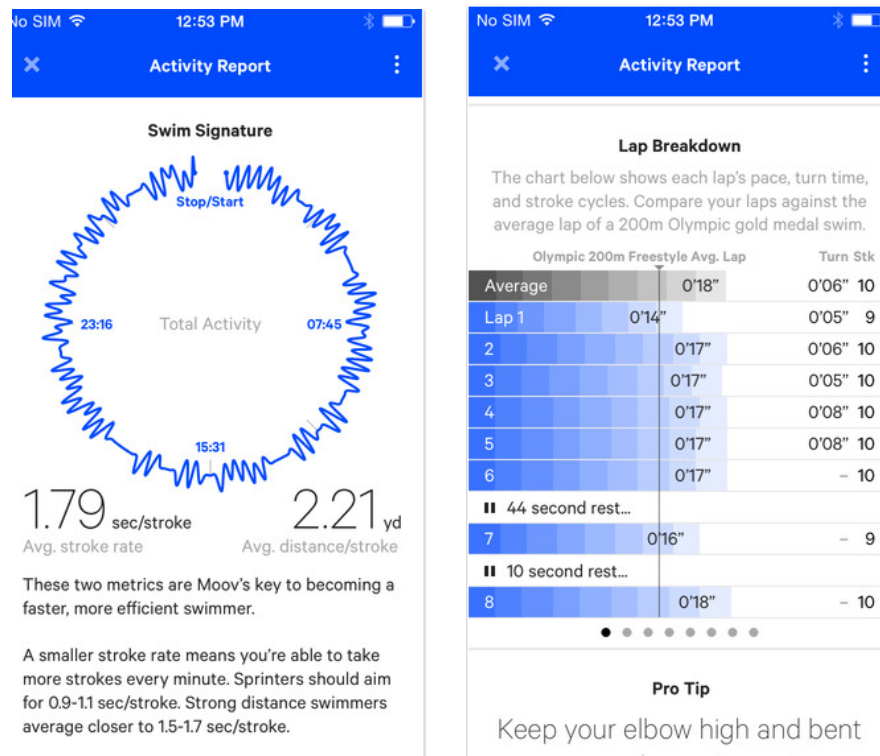 No SIM 12:53 PM
Activity Report
Swim Signature
Stop/Start
23:16 Total Activity 07:45
15:31
1.79 sec/stroke 2.21 yd
Avg. stroke rate Avg. distance/stroke
These two metrics are Moov's key to becoming a
faster, more efficient swimmer.
A smaller stroke rate means you're able to take
more strokes every minute. Sprinters should aim
for 0.9-1.1 sec/stroke. Strong distance swimmers
average closer to 1.5-1.7 sec/stroke.
No SIM 12:53 PM
Activity Report
Lap Breakdown
The chart below shows each lap's pace, turn time,
and stroke cycles. Compare your laps against the
average lap of a 200m Olympic gold medal swim.
Olympic 200m Freestyle Avg. Lap Turn Stk
Average 0'18" 0'06" 10
Lap 1 0'14" 0'05" 9
2 0'17" 0'06" 10
3 0'17" 0'05" 10
4 0'17" 0'08" 10
5 0'17" 0'08" 10
6 0'17" – 10
44 second rest...
7 0'16" – 9
10 second rest...
8 0'18" – 10
Pro Tip
Keep your elbow high and bent